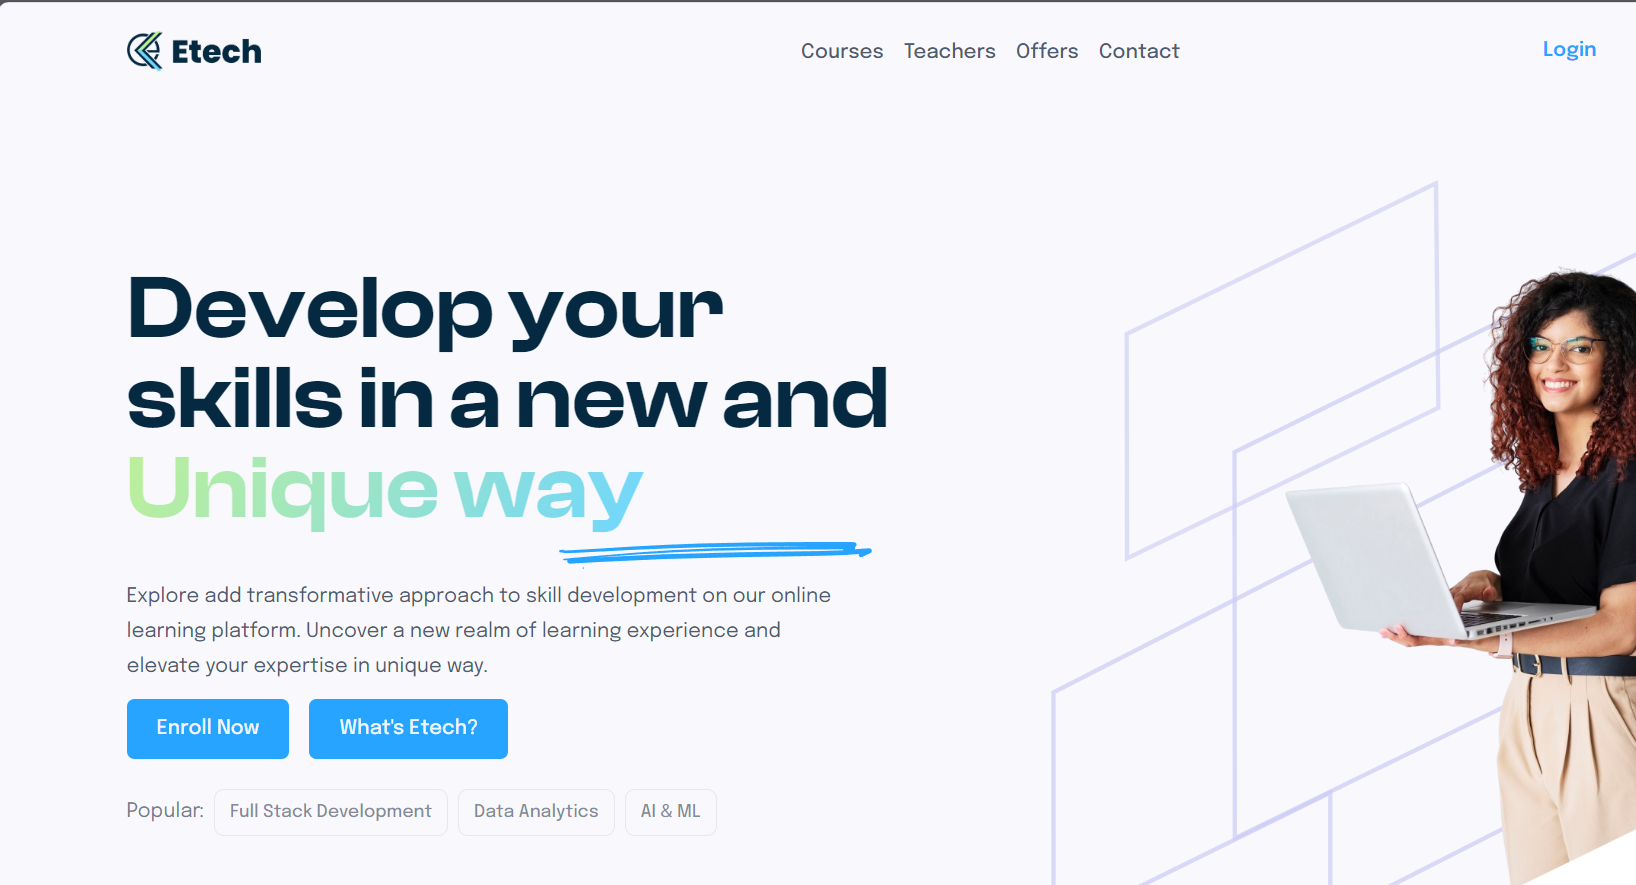 Etech
Courses Teachers Offers Contact
Login
Develop your
skills in a new and
Unique way
Explore add transformative approach to skill development on our online
learning platform. Uncover a new realm of learning experience and
elevate your expertise in unique way.
Enroll Now
What's Etech?
Popular: Full Stack Development Data Analytics AI & ML